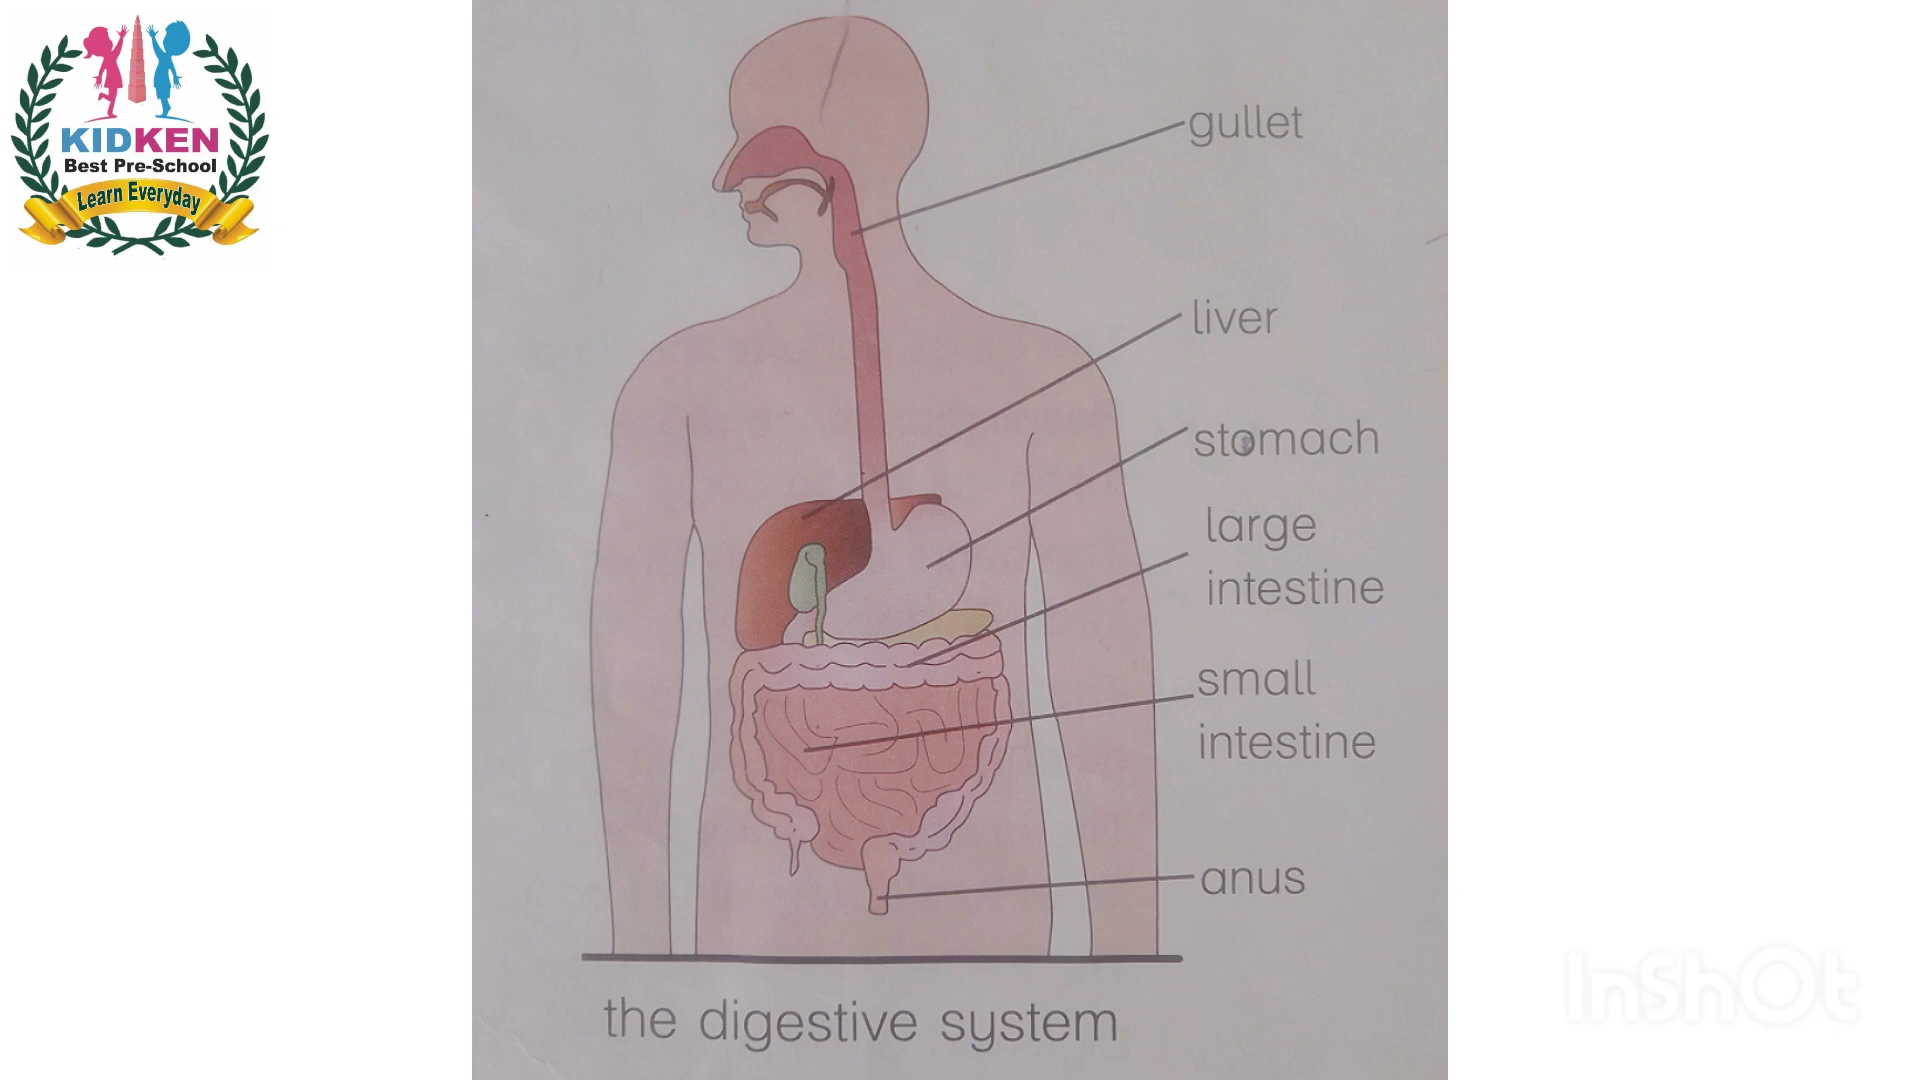 KIDKEN
Best Pre-School
Learn Everyday
gullet
liver
stomach
large
intestine
small
intestine
anus
the digestive system
InShOt